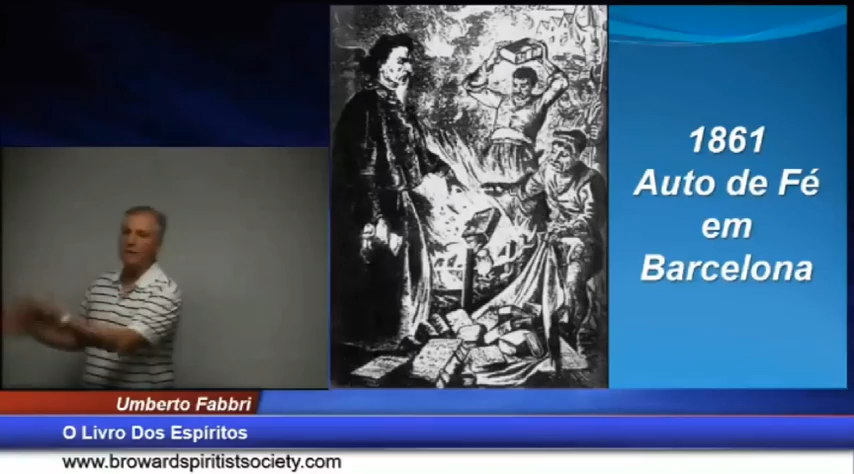 1861
Auto de Fé
em
Barcelona
Umberto Fabbri
O Livro Dos Espíritos
www.browardspiritistsociety.com